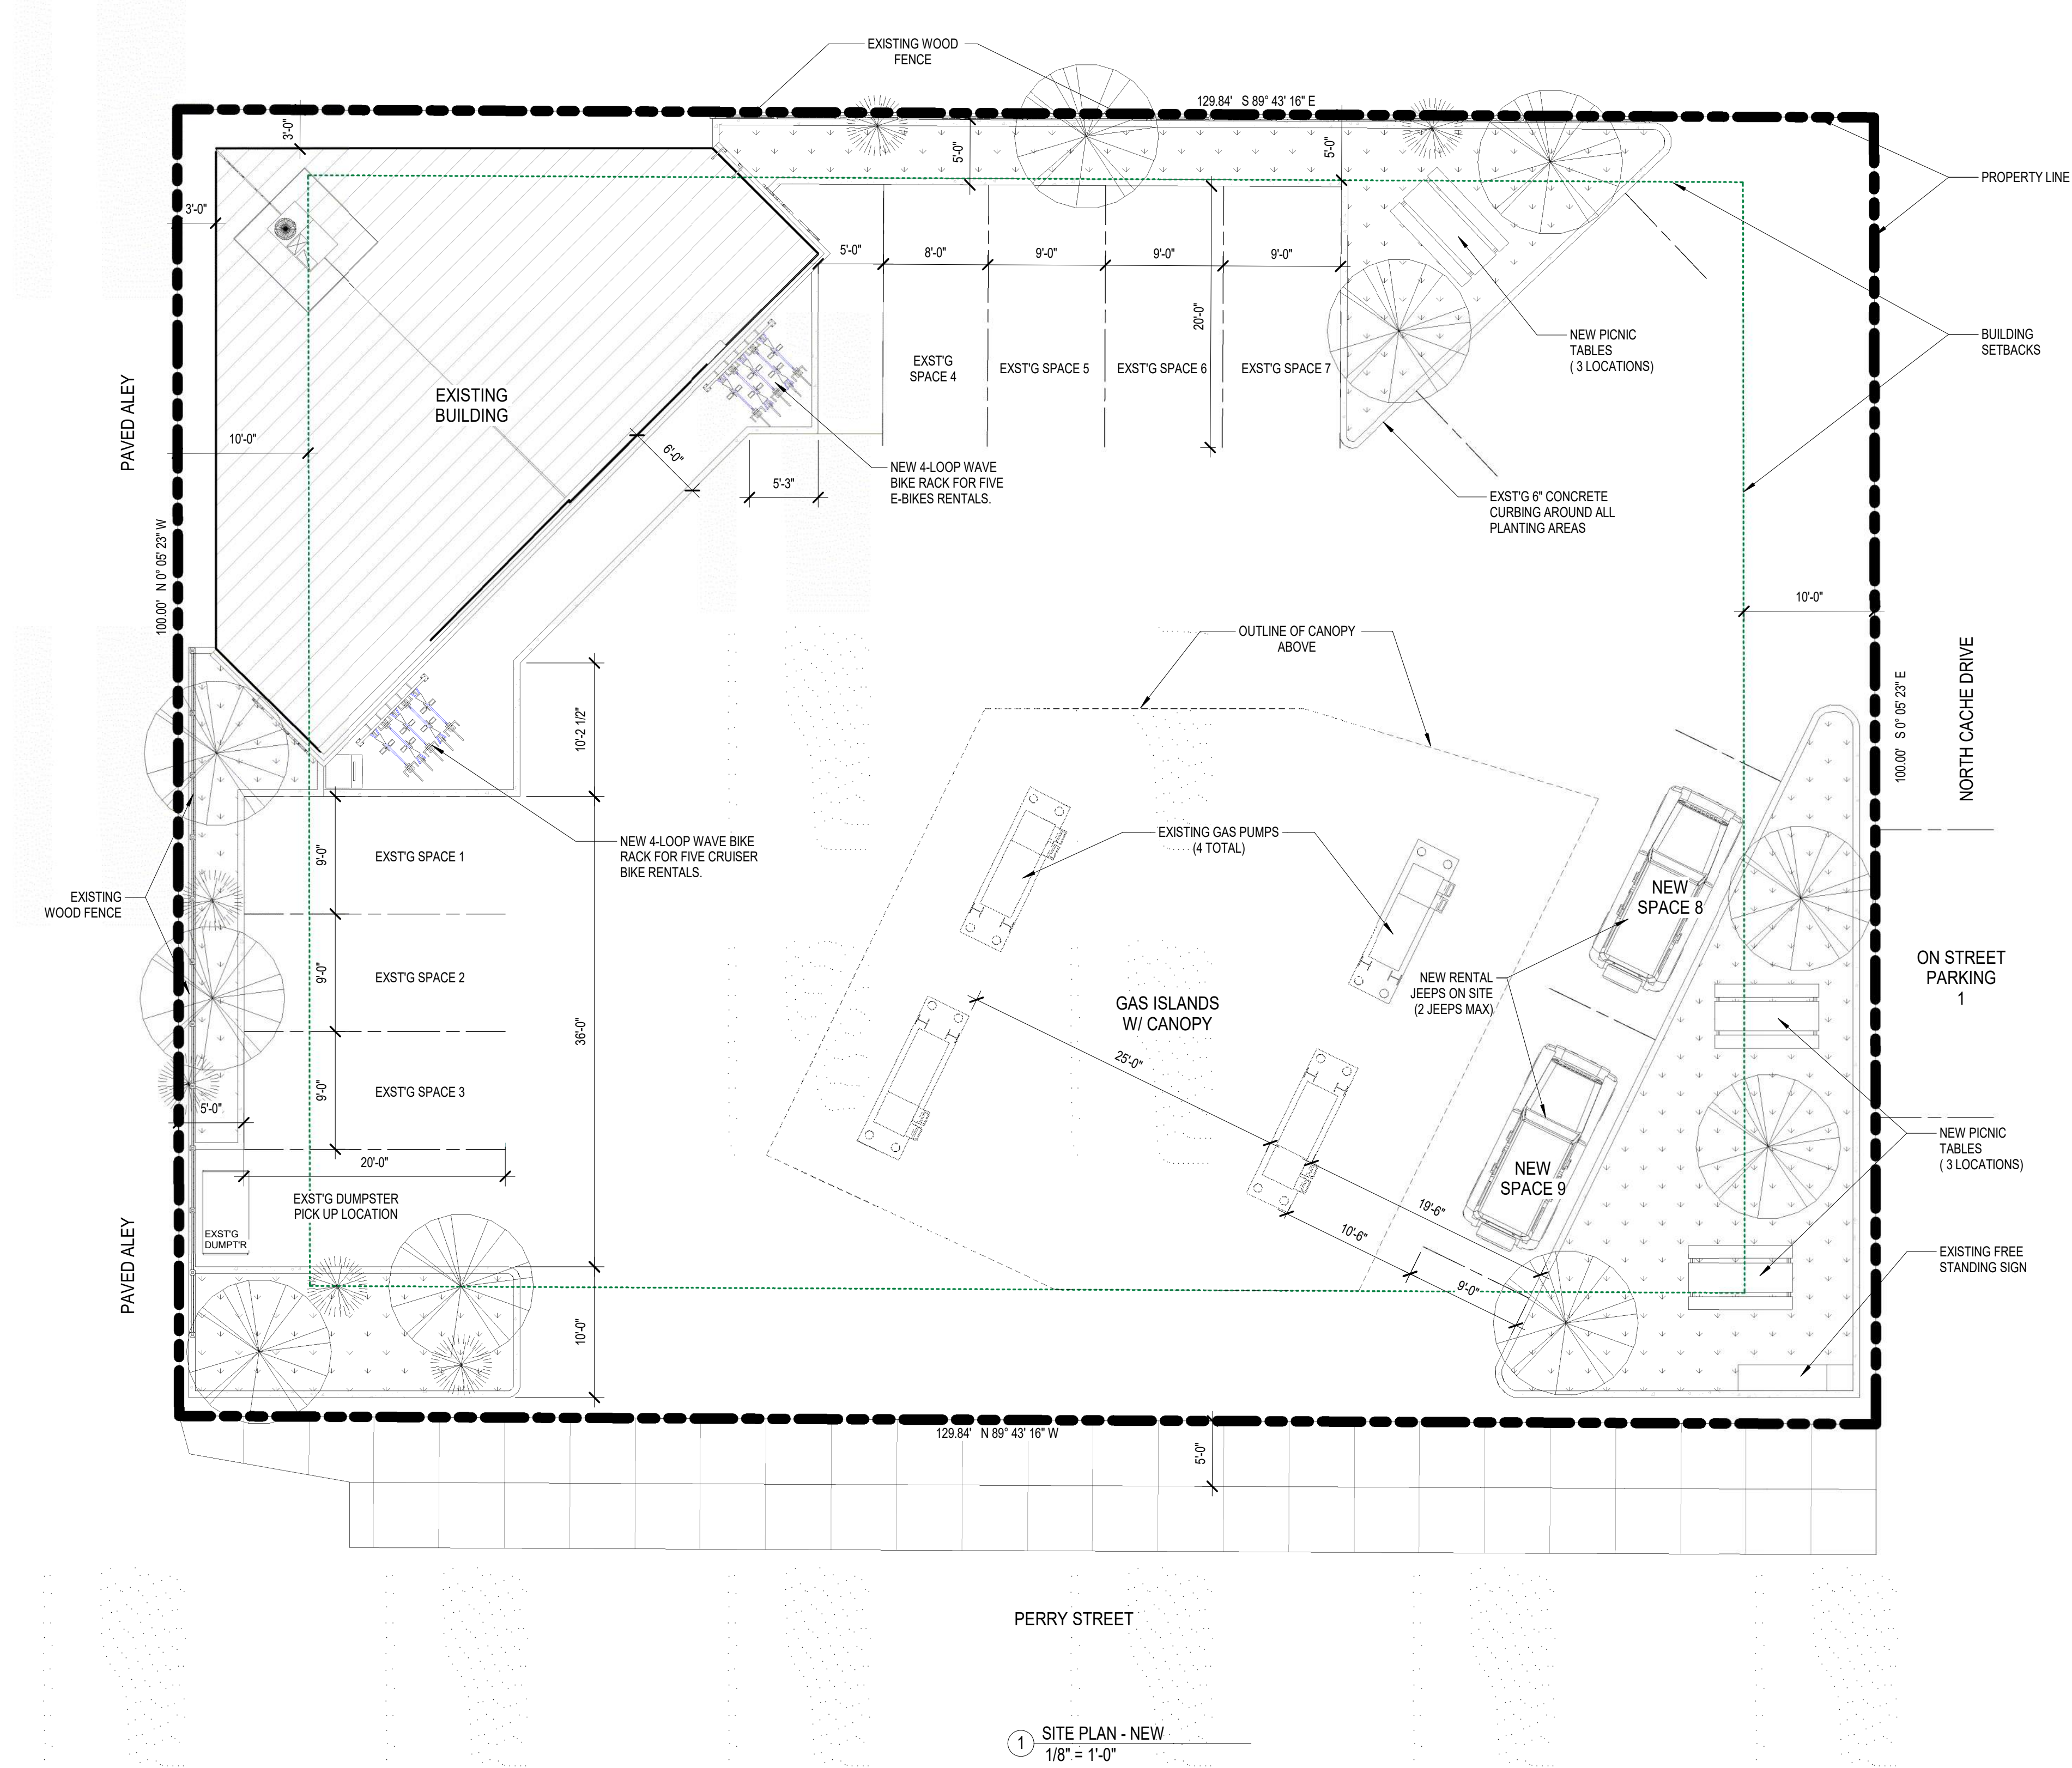 EXISTING WOOD
FENCE
129.84'   S 89° 43' 16" E
3'-0"
5'-0"
5'-0"
PROPERTY LINE
3'-0"
5'-0"
8'-0"
9'-0"
9'-0"
9'-0"
20'-0"
NEW PICNIC
TABLES
( 3 LOCATIONS)
BUILDING
SETBACKS
EXST'G
SPACE 4
EXST'G SPACE 5
EXST'G SPACE 6
EXST'G SPACE 7
EXISTING
BUILDING
PAVED ALEY
10'-0"
6'-0"
5'-3"
NEW 4-LOOP WAVE
BIKE RACK FOR FIVE
E-BIKES RENTALS.
EXST'G 6" CONCRETE
CURBING AROUND ALL
PLANTING AREAS
100.00'   N 0° 05' 23" W
10'-0"
OUTLINE OF CANOPY
ABOVE
NORTH CACHE DRIVE
100.00'   S 0° 05' 23" E
10'-2 1/2"
NEW 4-LOOP WAVE BIKE
RACK FOR FIVE CRUISER
BIKE RENTALS.
EXISTING GAS PUMPS
(4 TOTAL)
9'-0"
EXST'G SPACE 1
EXISTING
WOOD FENCE
NEW
SPACE 8
9'-0"
EXST'G SPACE 2
NEW RENTAL
JEEPS ON SITE
(2 JEEPS MAX)
ON STREET
PARKING
1
GAS ISLANDS
W/ CANOPY
36'-0"
25'-0"
9'-0"
EXST'G SPACE 3
5'-0"
20'-0"
NEW
SPACE 9
NEW PICNIC
TABLES
( 3 LOCATIONS)
EXST'G DUMPSTER
PICK UP LOCATION
EXST'G
DUMPT'R
PAVED ALEY
19'-6"
10'-6"
9'-0"
EXISTING FREE
STANDING SIGN
10'-0"
129.84'   N 89° 43' 16" W
5'-0"
PERRY STREET
1
SITE PLAN - NEW
1/8" = 1'-0"